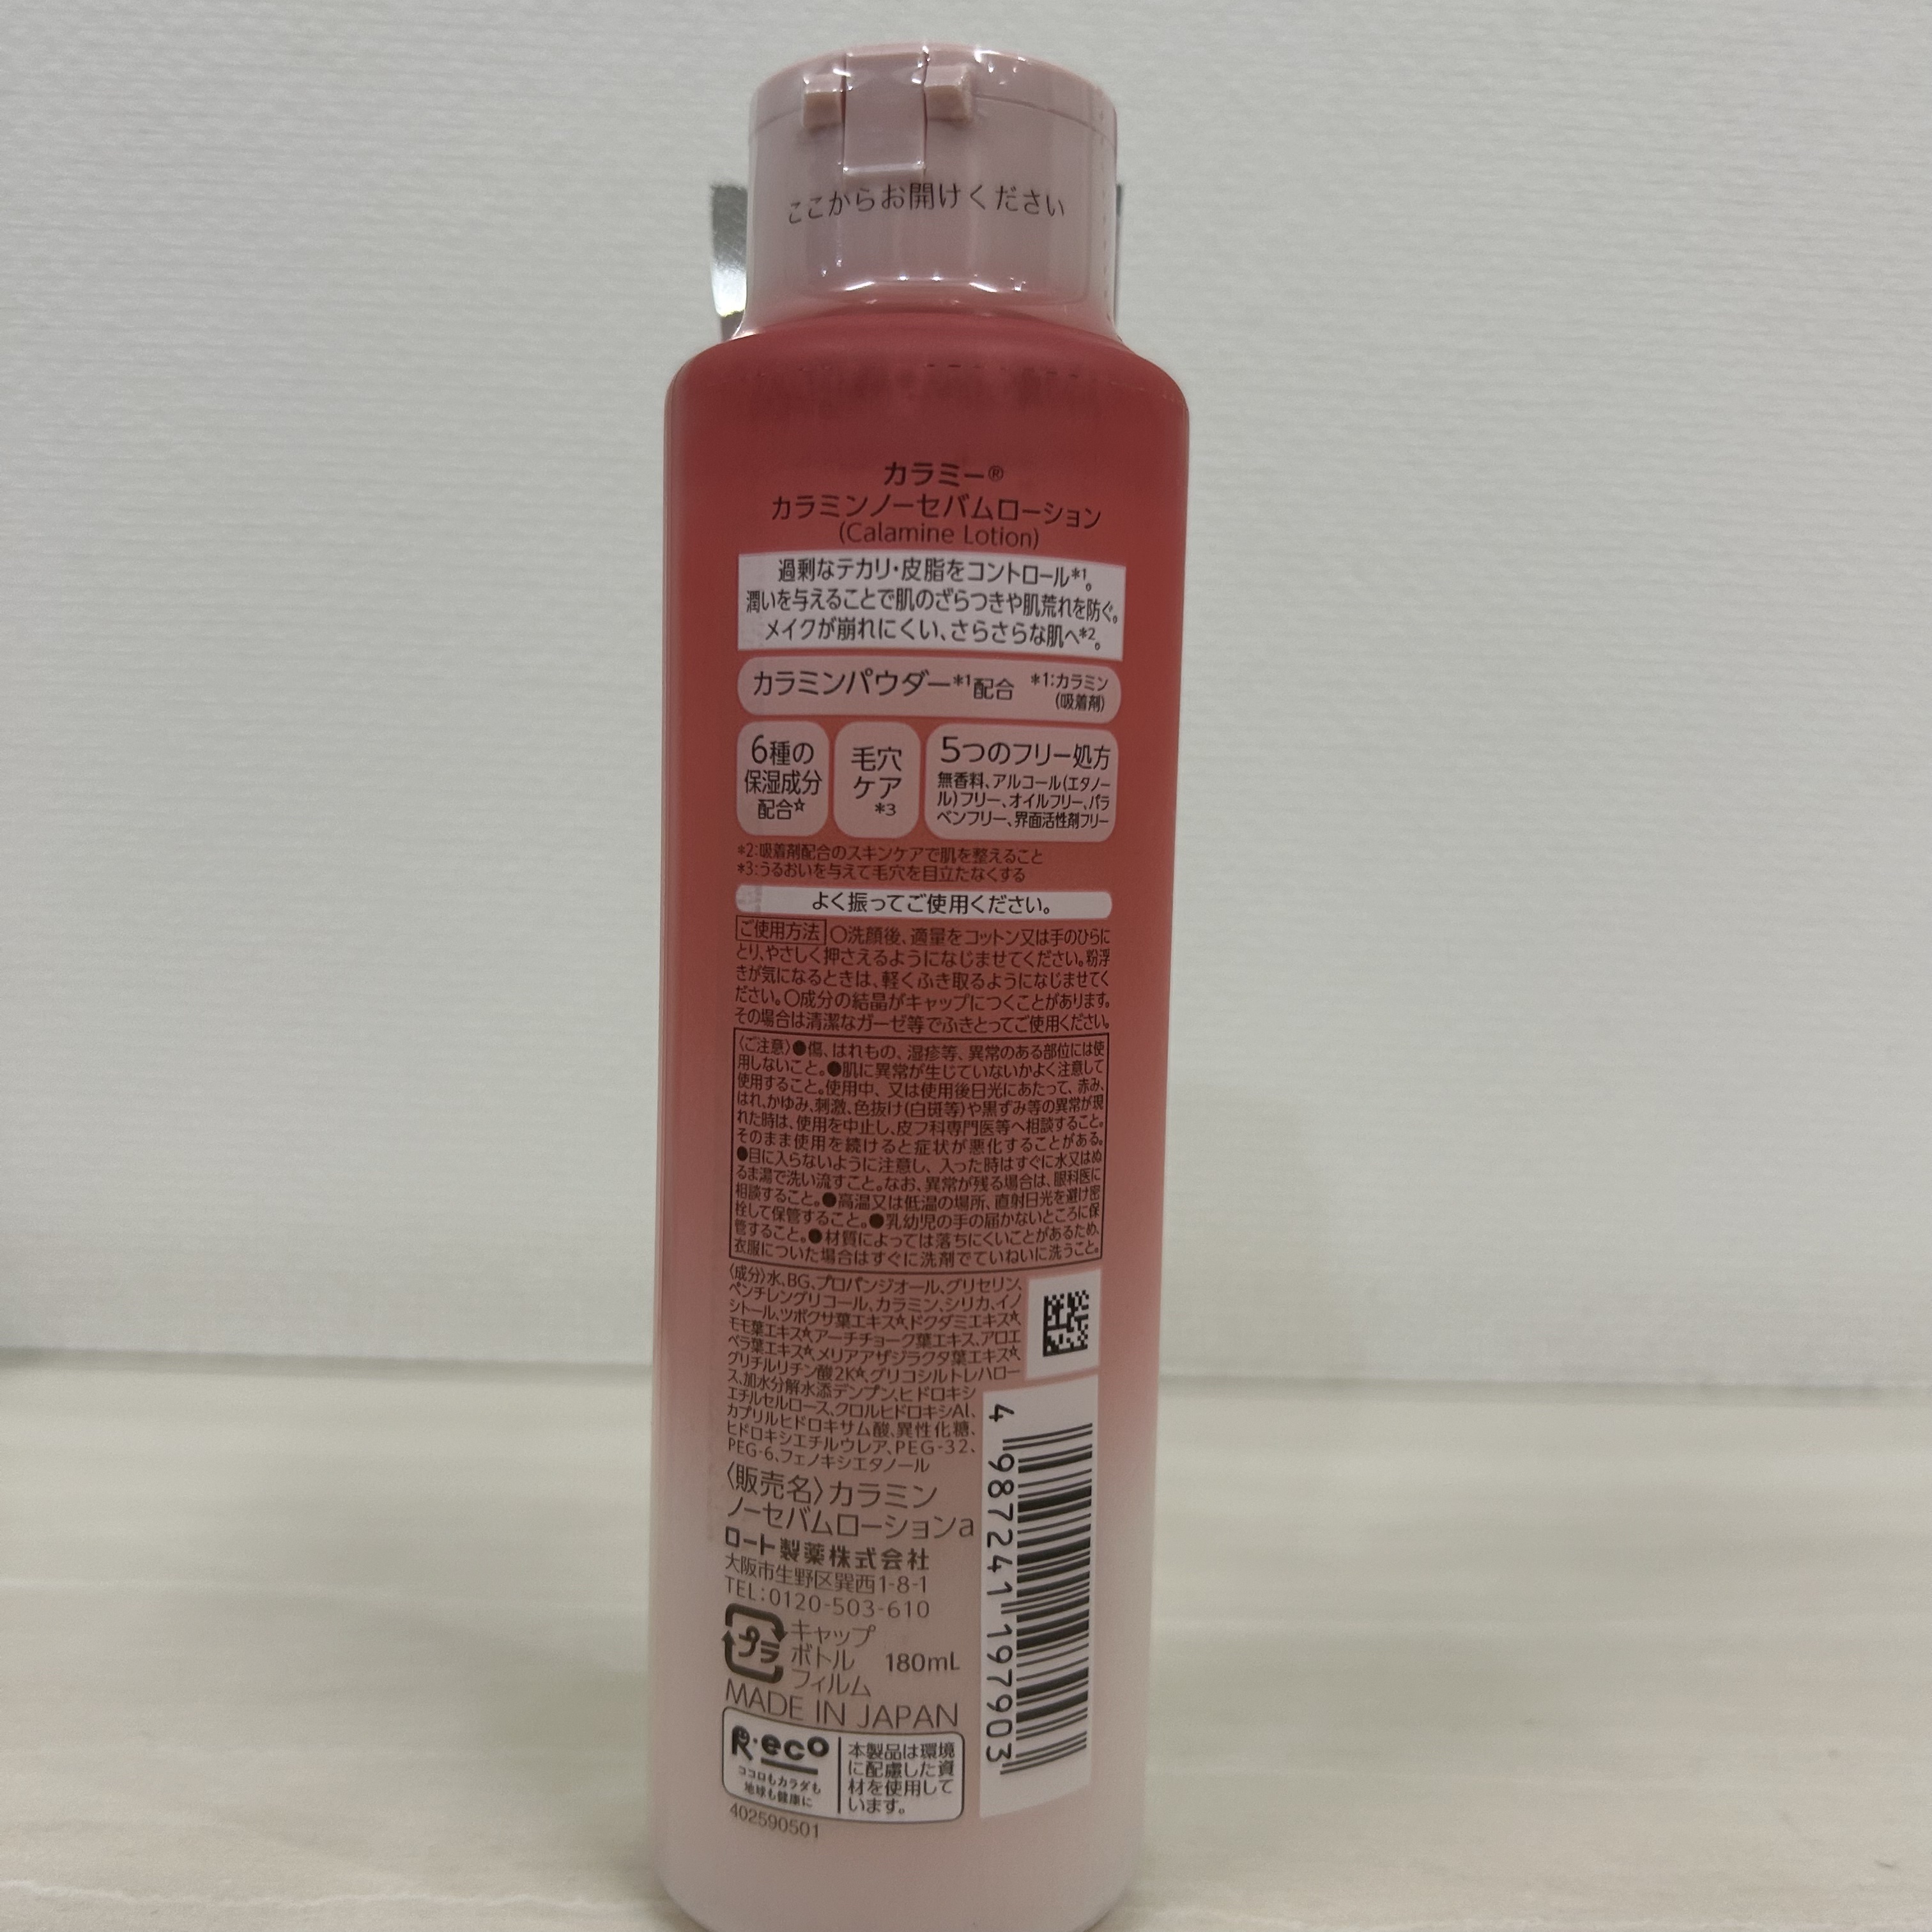 ここからお開けください
カラミー®
カラミンノーセバムローション
(Calamine Lotion)
過剰なテカリ・皮脂をコントロール*1。
潤いを与えることで肌のざらつきや肌荒れを防ぐ。
メイクが崩れにくい、さらさらな肌へ*2。
カラミンパウダー*1配合
*1:カラミン
(吸着剤)
6種の
保湿成分
配合☆
毛穴
ケア
*3
5つのフリー処方
無香料、アルコール(エタノー
ル)フリー、オイルフリー、パラ
ベンフリー、界面活性剤フリー
*2:吸着剤配合のスキンケアで肌を整えること
*3:うるおいを与えて毛穴を目立たなくする
よく振ってご使用ください。
ご使用方法 〇洗顔後、適量をコットン又は手のひらに
とり、やさしく押さえるようになじませてください。粉浮
きが気になるときは、軽くふき取るようになじませてく
ださい。〇成分の結晶がキャップにつくことがあります。
その場合は清潔なガーゼ等でふきとってご使用ください。
〈ご注意〉●傷、はれもの、湿疹等、異常のある部位には使
用しないこと。●肌に異常が生じていないかよく注意して
使用すること。使用中、又は使用後日光にあたって、赤み、
はれ、かゆみ、刺激、色抜け(白斑等)や黒ずみ等の異常が現
れた時は、使用を中止し、皮フ科専門医等へ相談すること。
そのまま使用を続けると症状が悪化することがある。
●目に入らないように注意し、入った時はすぐに水又はぬ
るま湯で洗い流すこと。なお、異常が残る場合は、眼科医に
相談すること。●高温又は低温の場所、直射日光を避け密
栓して保管すること。●乳幼児の手の届かないところに保
管すること。●材質によっては落ちにくいことがあるため、
衣服についた場合はすぐに洗剤でていねいに洗うこと。
〈成分〉水、BG、プロパンジオール、グリセリン、
ペンチレングリコール、カラミン、シリカ、イノ
シトール、ツボクサ葉エキス☆、ドクダミエキス☆、
モモ葉エキス☆、アーチチョーク葉エキス、アロエ
ベラ葉エキス☆、メリアアザジラクタ葉エキス☆、
グリチルリチン酸2K☆、グリコシルトレハロー
ス、加水分解水添デンプン、ヒドロキシ
エチルセルロース、クロルヒドロキシAl、
カプリルヒドロキサム酸、異性化糖、
ヒドロキシエチルウレア、PEG-32、
PEG-6、フェノキシエタノール
〈販売名〉カラミン
ノーセバムローションa
ロート製薬株式会社
大阪市生野区巽西1-8-1
TEL:0120-503-610
プラ
キャップ
ボトル
フィルム
180mL
MADE IN JAPAN
R・eco
ココロもカラダも
地球も健康に
本製品は環境
に配慮した資
材を使用して
います。
402590501
4 987241 197903